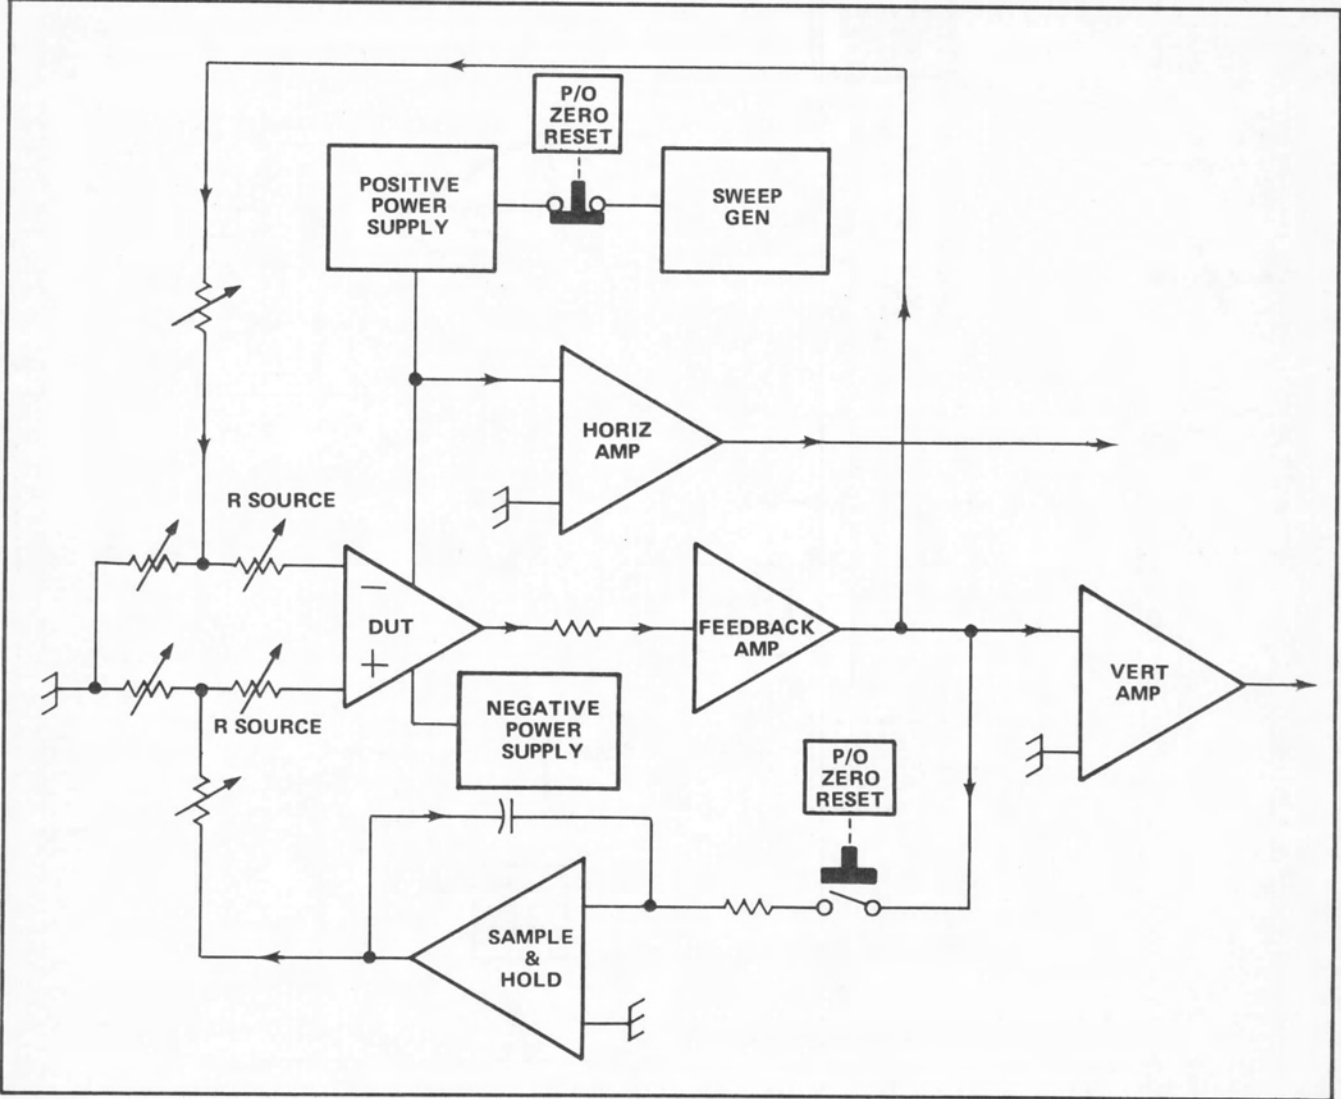 P/O
ZERO
RESET
POSITIVE
POWER
SUPPLY
SWEEP
GEN
HORIZ
AMP
R SOURCE
−
DUT
+
FEEDBACK
AMP
VERT
AMP
R SOURCE
NEGATIVE
POWER
SUPPLY
P/O
ZERO
RESET
SAMPLE
&
HOLD